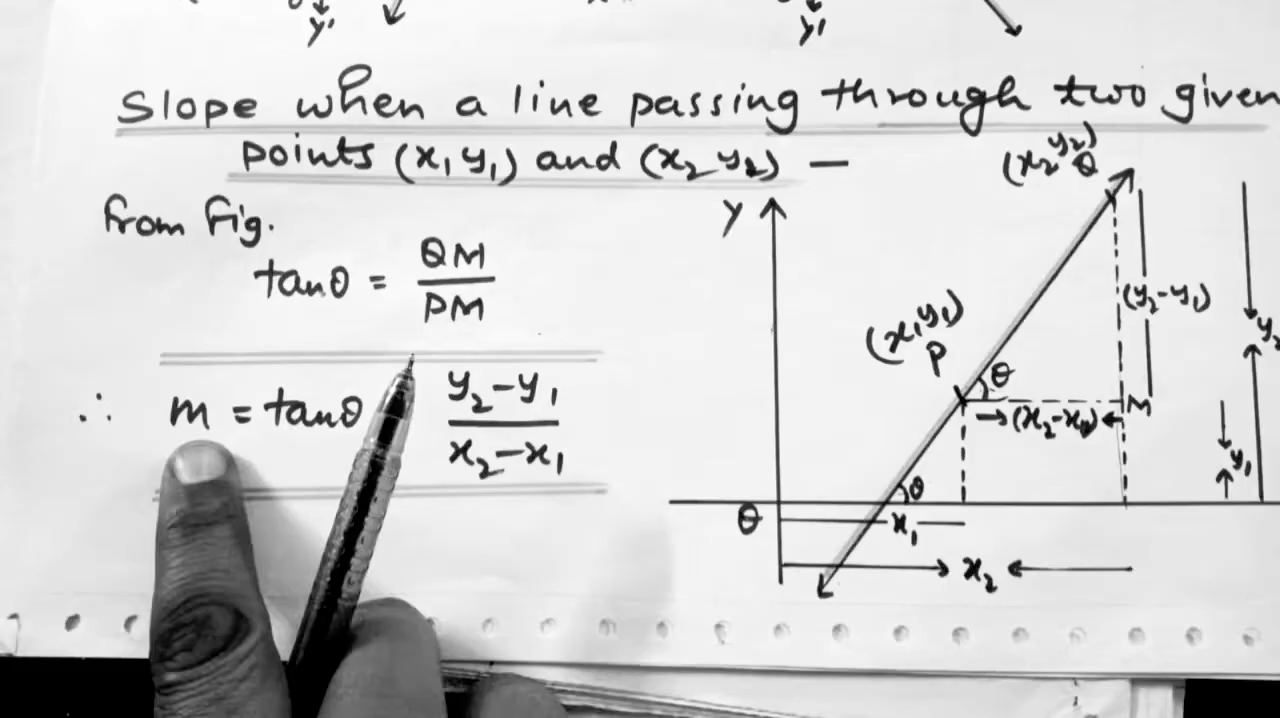 y' y'
Slope when a line passing through two given
points (x₁ y₁) and (x₂ y₂) —
from Fig.
tanθ = QM / PM
∴ m = tanθ y₂-y₁ / x₂-x₁
(x₂ y₂)
Q
Y
(y₂-y₁)
(x₁ y₁)
P
y₂
θ
M
(x₂-x₁)
y₁
θ
O
x₁
x₂